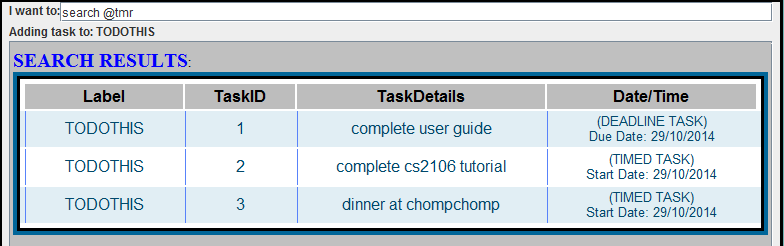 I want to: search @tmr
Adding task to: TODOTHIS
SEARCH RESULTS:
Label TaskID TaskDetails Date/Time
TODOTHIS 1 complete user guide (DEADLINE TASK)
Due Date: 29/10/2014
TODOTHIS 2 complete cs2106 tutorial (TIMED TASK)
Start Date: 29/10/2014
TODOTHIS 3 dinner at chompchomp (TIMED TASK)
Start Date: 29/10/2014